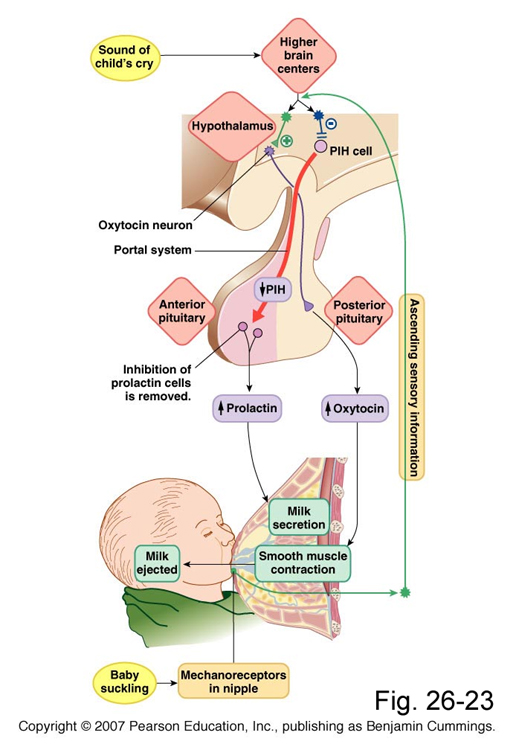 Sound of
child's cry
Higher
brain
centers
Hypothalamus
PIH cell
Oxytocin neuron
Portal system
↓PIH
Anterior
pituitary
Posterior
pituitary
Ascending sensory information
Inhibition of
prolactin cells
is removed.
↑Prolactin
↑Oxytocin
Milk
secretion
Milk
ejected
Smooth muscle
contraction
Baby
suckling
Mechanoreceptors
in nipple
Fig. 26-23
Copyright © 2007 Pearson Education, Inc., publishing as Benjamin Cummings.